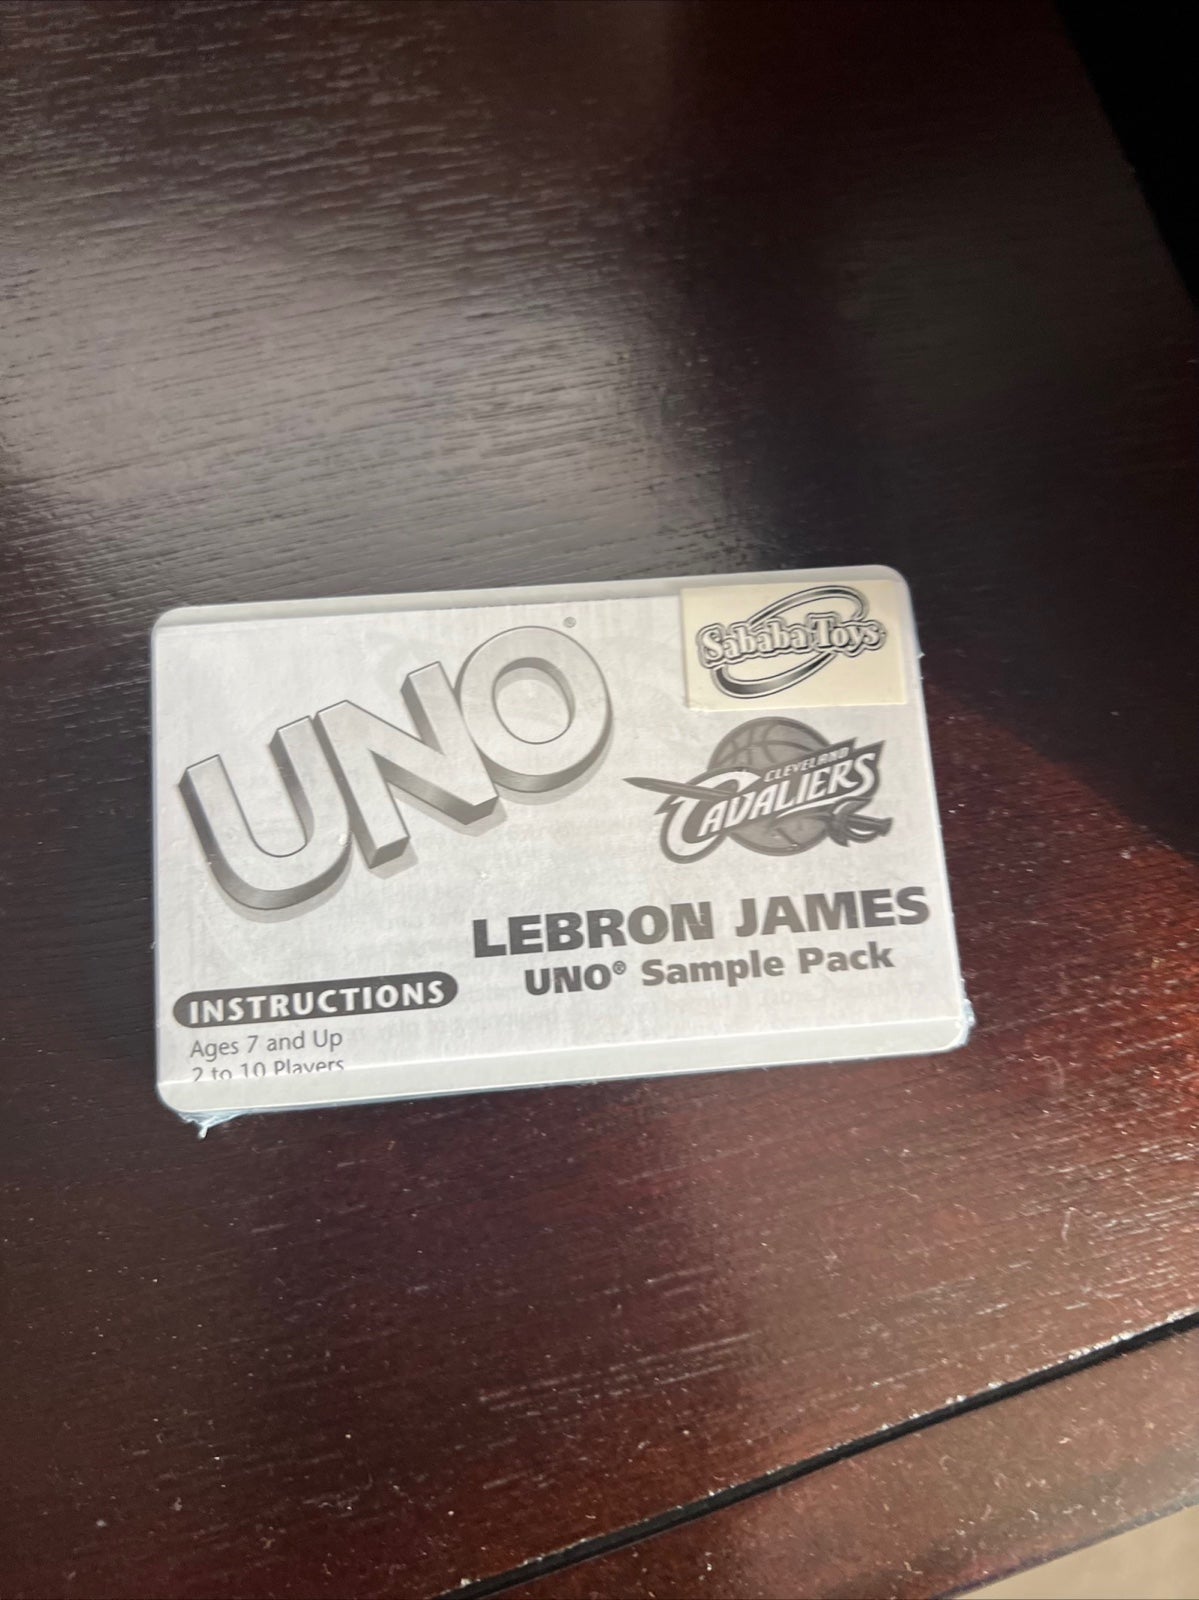 UNO®
Sababa Toys
CLEVELAND
CAVALIERS
LEBRON JAMES
UNO® Sample Pack
INSTRUCTIONS
Ages 7 and Up
2 to 10 Players